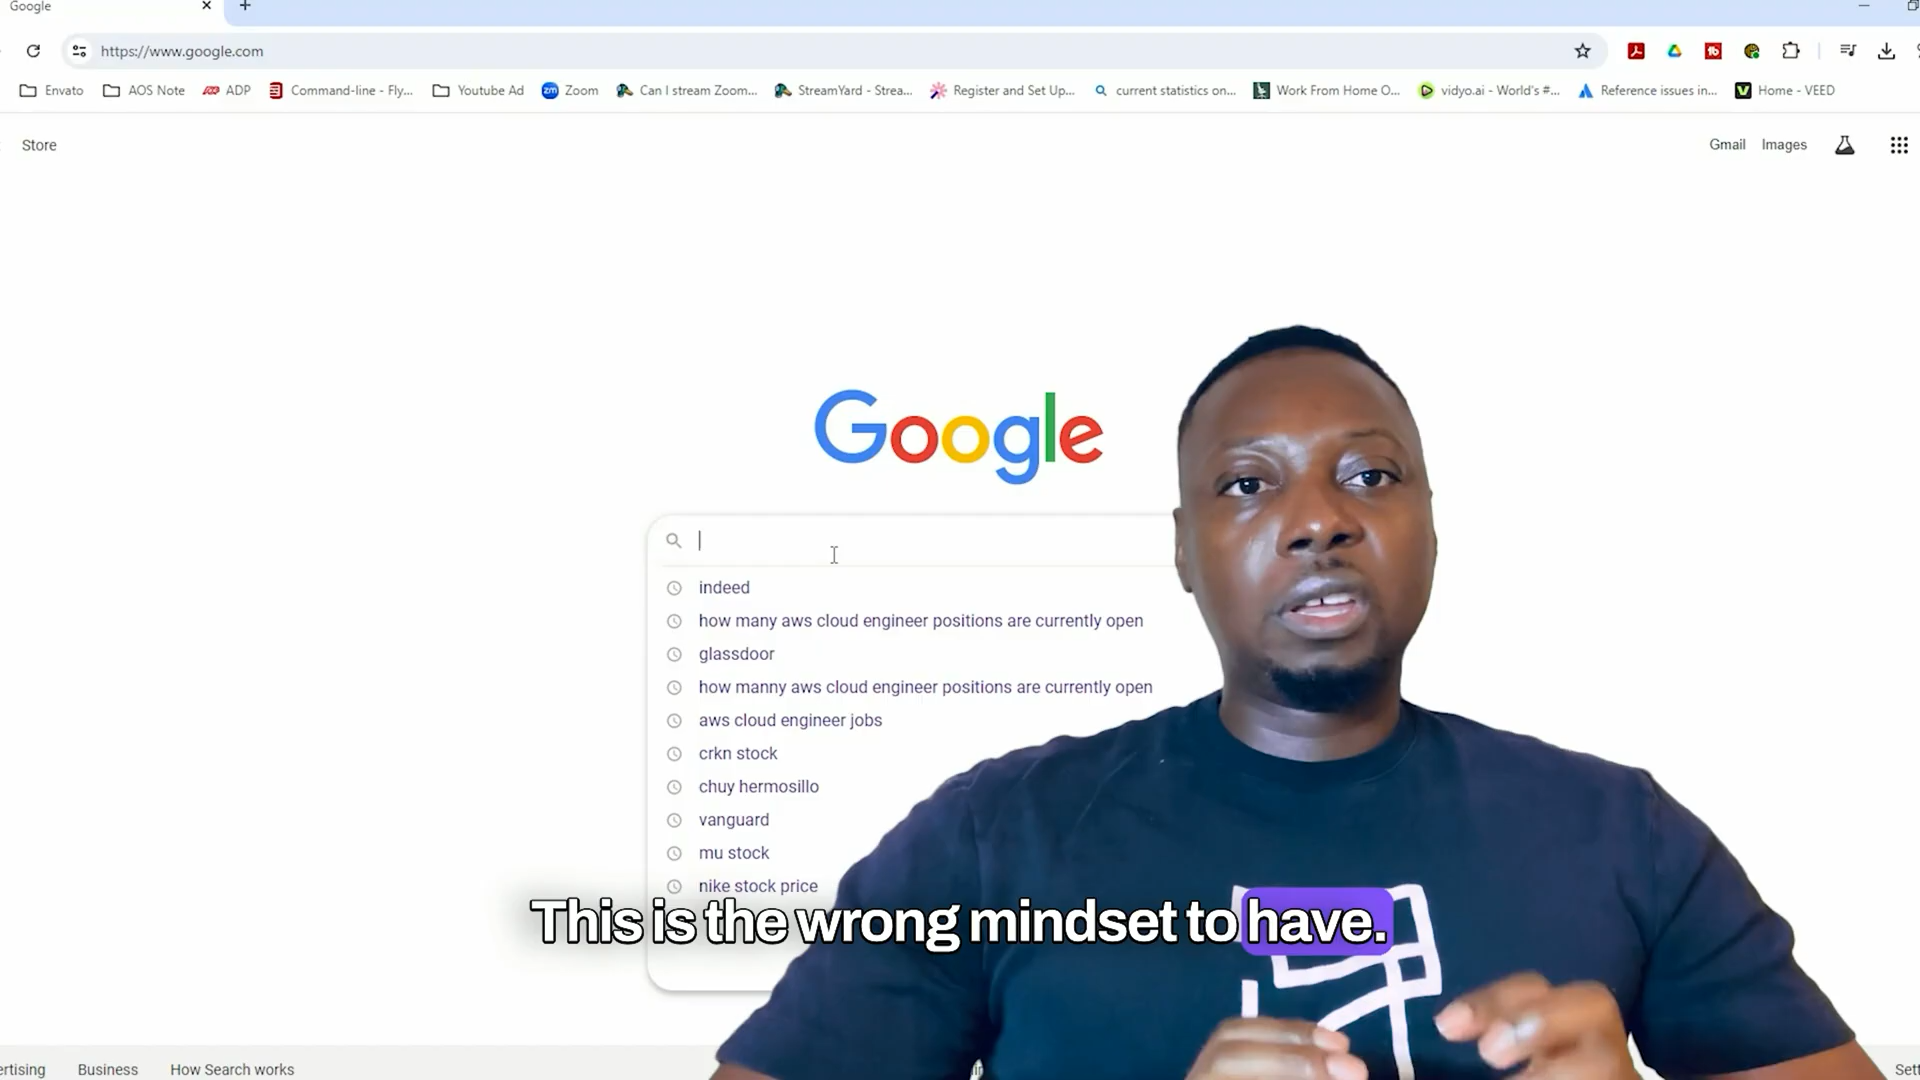 Google
https://www.google.com
Envato AOS Note ADP Command-line - Fly... Youtube Ad Zoom Can I stream Zoom... StreamYard - Strea... Register and Set Up... current statistics on... Work From Home O... vidyo.ai - World's #... Reference issues in... Home - VEED
Store Gmail Images
Google
indeed
how many aws cloud engineer positions are currently open
glassdoor
how manny aws cloud engineer positions are currently open
aws cloud engineer jobs
crkn stock
chuy hermosillo
vanguard
mu stock
nike stock price
This is the wrong mindset to have.
ertising Business How Search works Sett